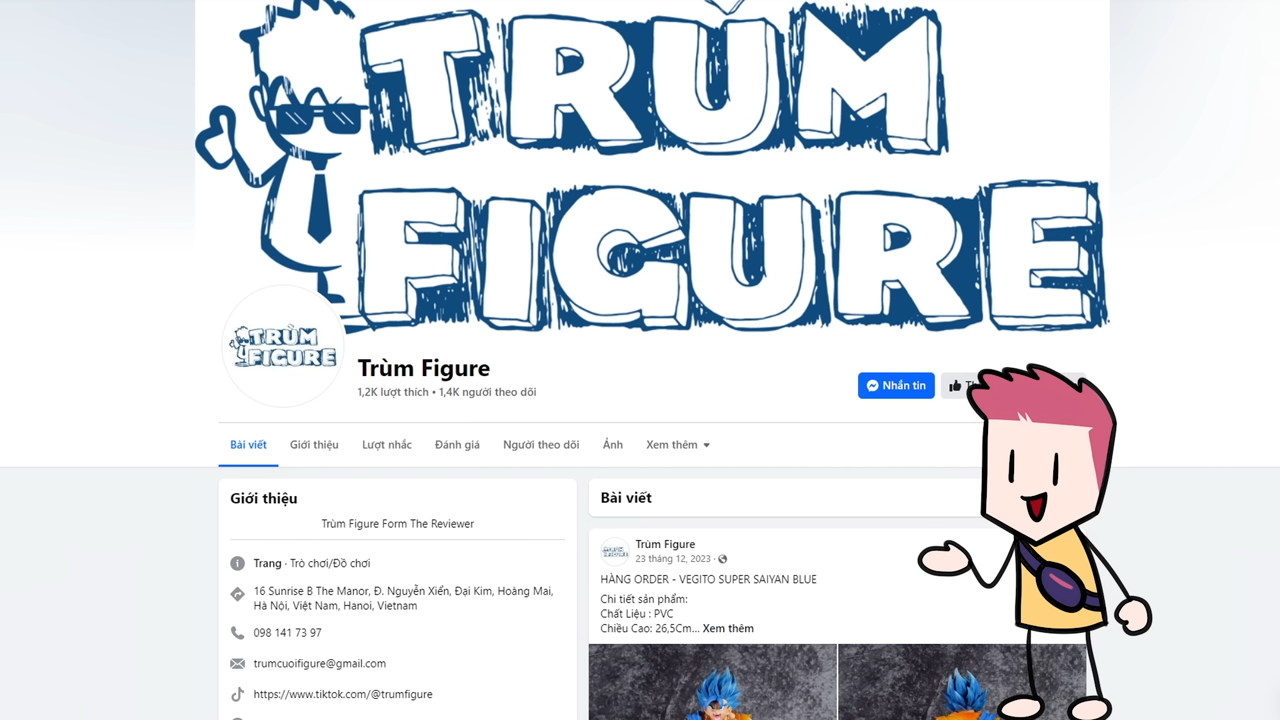 TRÙM
FIGURE
TRÙM
FIGURE
Trùm Figure
1,2K lượt thích • 1,4K người theo dõi
Nhắn tin
Bài viết
Giới thiệu
Lượt nhắc
Đánh giá
Người theo dõi
Ảnh
Xem thêm
Giới thiệu
Trùm Figure Form The Reviewer
Trang · Trò chơi/Đồ chơi
16 Sunrise B The Manor, Đ. Nguyễn Xiển, Đại Kim, Hoàng Mai,
Hà Nội, Việt Nam, Hanoi, Vietnam
098 141 73 97
trumcuoifigure@gmail.com
https://www.tiktok.com/@trumfigure
Bài viết
Trùm Figure
23 tháng 12, 2023 ·
HÀNG ORDER - VEGITO SUPER SAIYAN BLUE
Chi tiết sản phẩm:
Chất Liệu : PVC
Chiều Cao: 26,5Cm... Xem thêm